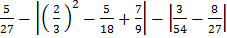 5/27 − |(2/3)² − 5/18 + 7/9| − |3/54 − 8/27|